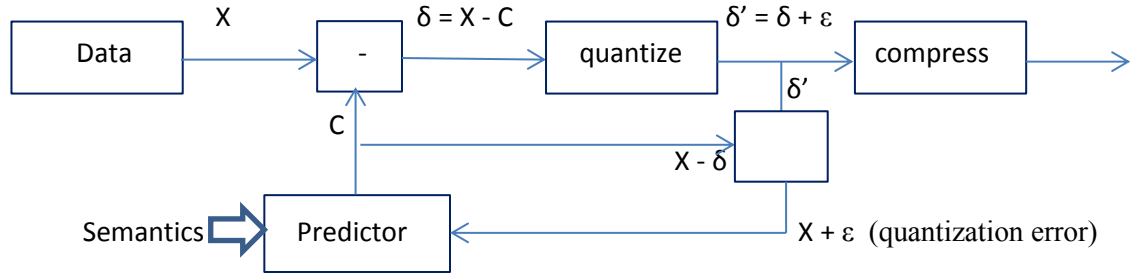 X
δ = X - C
δ’ = δ + ε
Data
-
quantize
compress
δ’
C
X - δ
Semantics
Predictor
X + ε (quantization error)